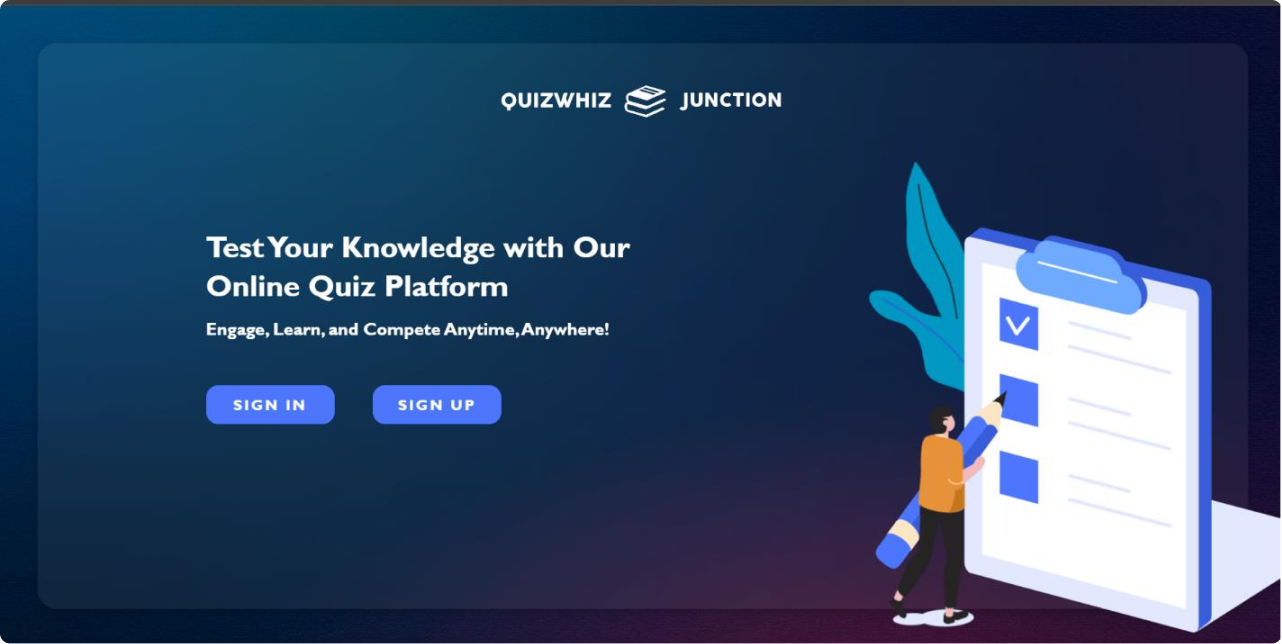 QUIZWHIZ JUNCTION
Test Your Knowledge with Our
Online Quiz Platform
Engage, Learn, and Compete Anytime, Anywhere!
SIGN IN SIGN UP